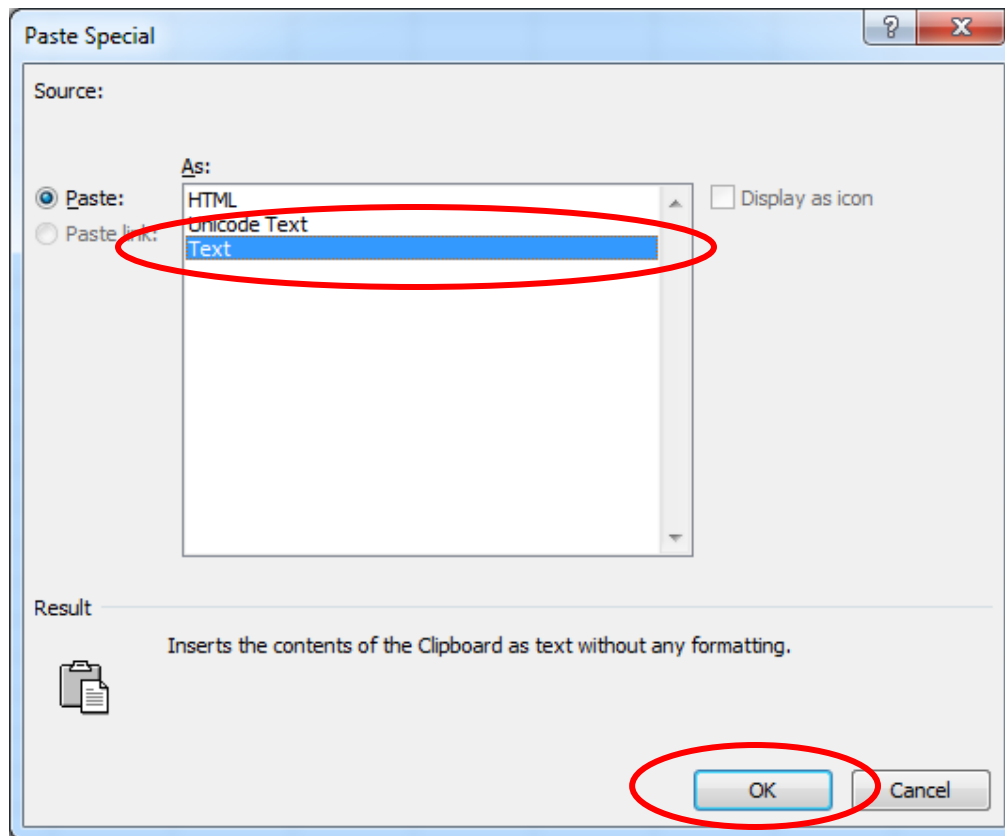 Paste Special
Source:
As:
Paste:
Paste link:
HTML
Unicode Text
Text
Display as icon
Result
Inserts the contents of the Clipboard as text without any formatting.
OK
Cancel